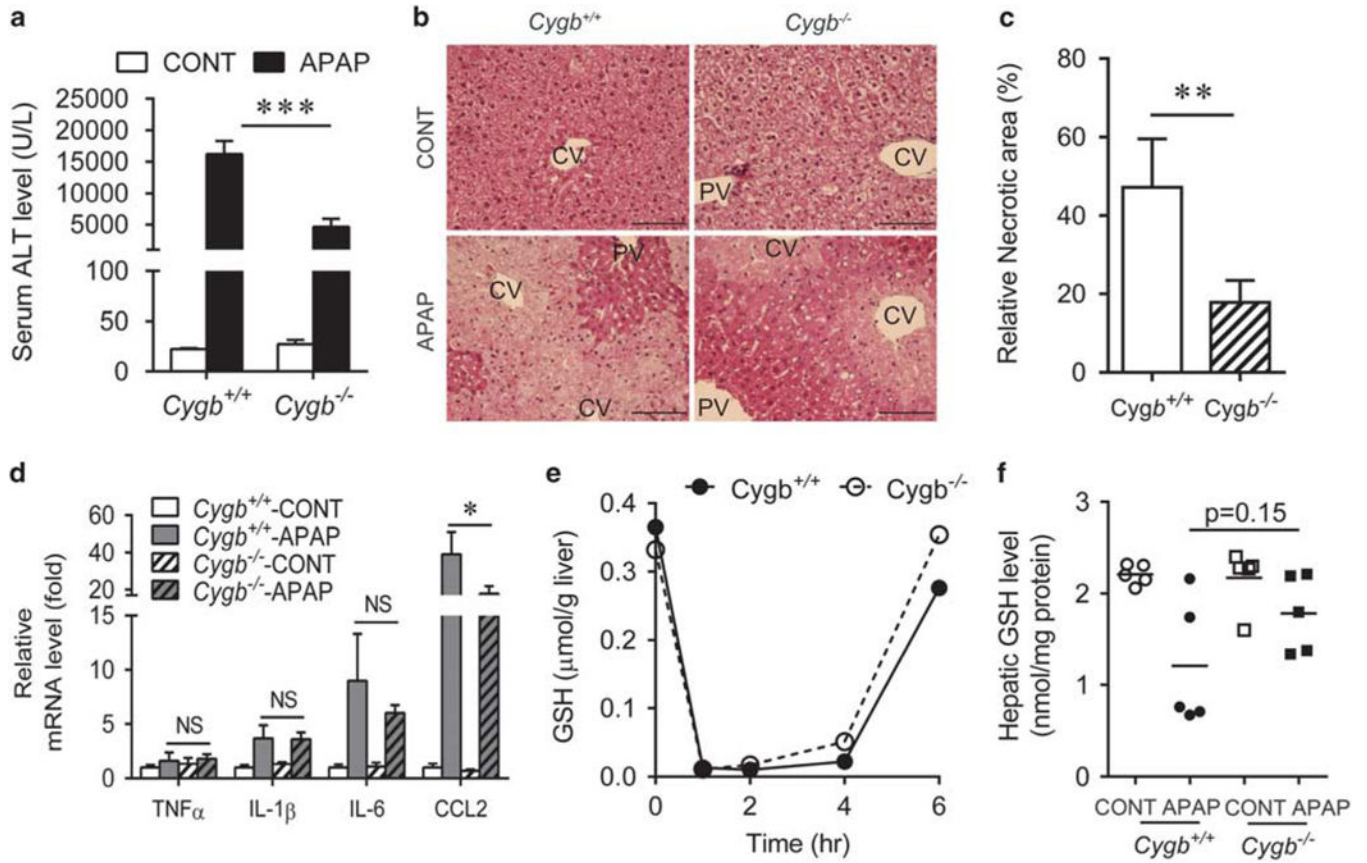 a
CONT APAP
25000
20000
15000
10000
5000
100
50
0
***
Serum ALT level (U/L)
Cygb+/+ Cygb-/-
b
Cygb+/+ Cygb-/-
CONT
CV
PV
CV
APAP
CV
PV
CV
CV
CV
PV
c
80
60
40
20
0
**
Relative Necrotic area (%)
Cygb+/+ Cygb-/-
d
Cygb+/+-CONT
Cygb+/+-APAP
Cygb-/--CONT
Cygb-/--APAP
60
40
20
15
10
5
0
Relative
mRNA level (fold)
NS
NS
NS
*
TNFα IL-1β IL-6 CCL2
e
Cygb+/+ Cygb-/-
0.4
0.3
0.2
0.1
0.0
GSH (μmol/g liver)
0 2 4 6
Time (hr)
f
3
2
1
0
p=0.15
Hepatic GSH level
(nmol/mg protein)
CONT APAP CONT APAP
Cygb+/+ Cygb-/-